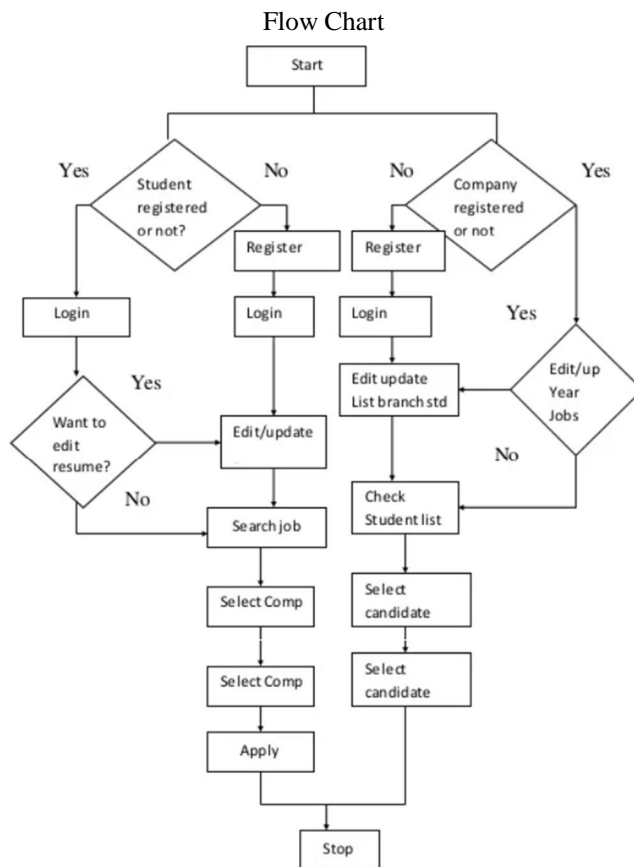 Flow Chart
Start
Yes
Student
registered
or not?
No
No
Company
registered
or not
Yes
Register
Register
Login
Login
Login
Yes
Want to
edit
resume?
Yes
Edit/update
Edit update
List branch std
Edit/up
Year
Jobs
No
No
Search job
Check
Student list
Select Comp
Select
candidate
Select Comp
Select
candidate
Apply
Stop